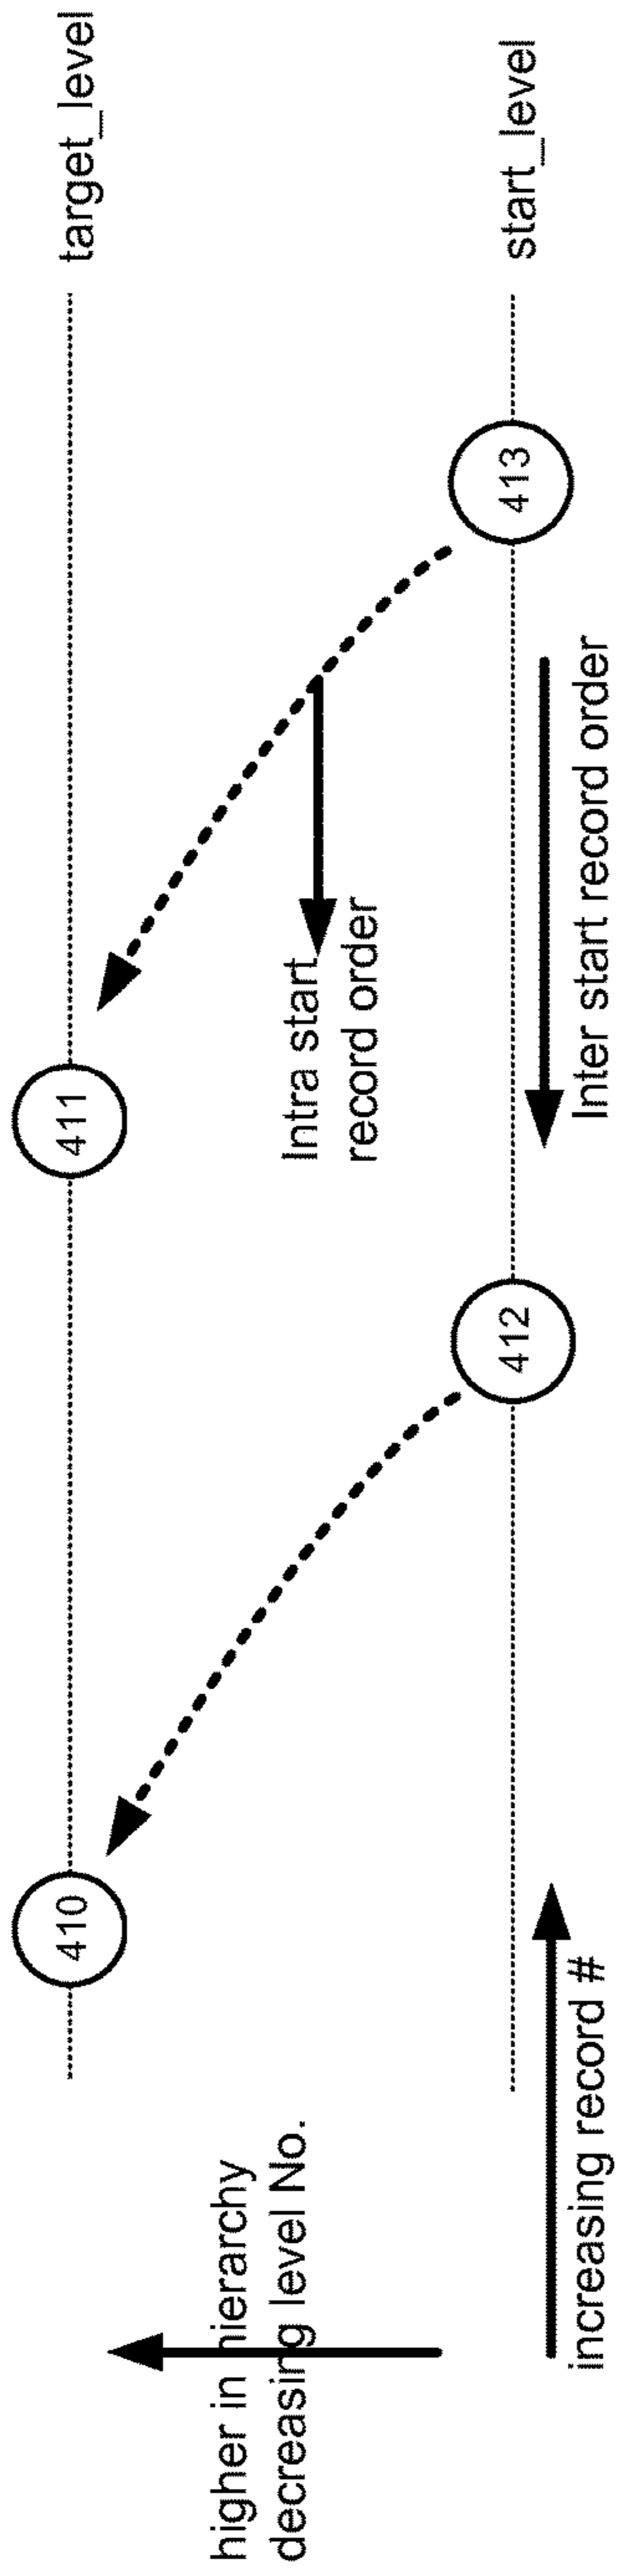 410
411
target_level
higher in hierarchy
decreasing level No.
Intra start
record order
412
413
start_level
increasing record #
Inter start record order